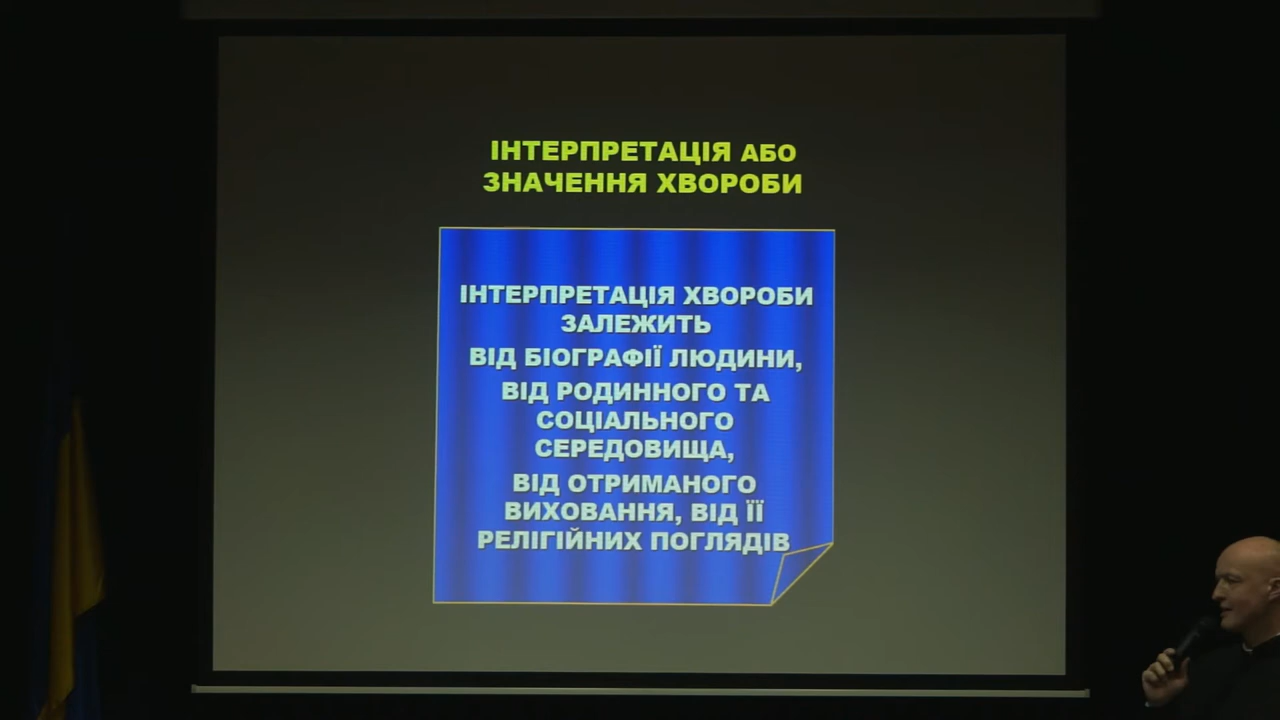 ІНТЕРПРЕТАЦІЯ АБО
ЗНАЧЕННЯ ХВОРОБИ
ІНТЕРПРЕТАЦІЯ ХВОРОБИ
ЗАЛЕЖИТЬ
ВІД БІОГРАФІЇ ЛЮДИНИ,
ВІД РОДИННОГО ТА
СОЦІАЛЬНОГО
СЕРЕДОВИЩА,
ВІД ОТРИМАНОГО
ВИХОВАННЯ, ВІД ЇЇ
РЕЛІГІЙНИХ ПОГЛЯДІВ